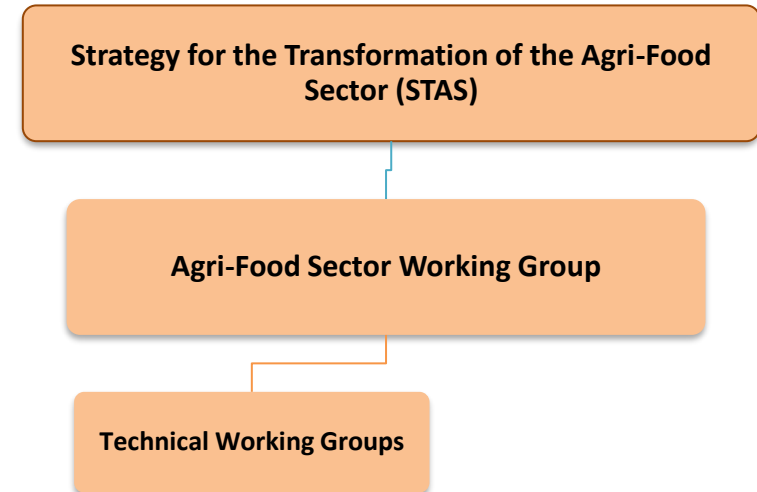 Strategy for the Transformation of the Agri-Food
Sector (STAS)
Agri-Food Sector Working Group
Technical Working Groups